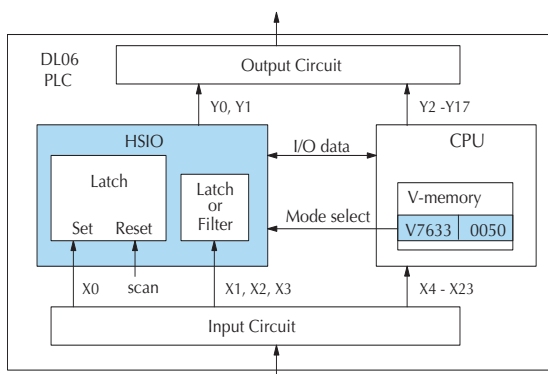 DL06
PLC
Output Circuit
Y0, Y1
Y2 -Y17
HSIO
I/O data
CPU
Latch
Latch
or
Filter
V-memory
Set
Reset
Mode select
V7633
0050
X0
scan
X1, X2, X3
X4 - X23
Input Circuit